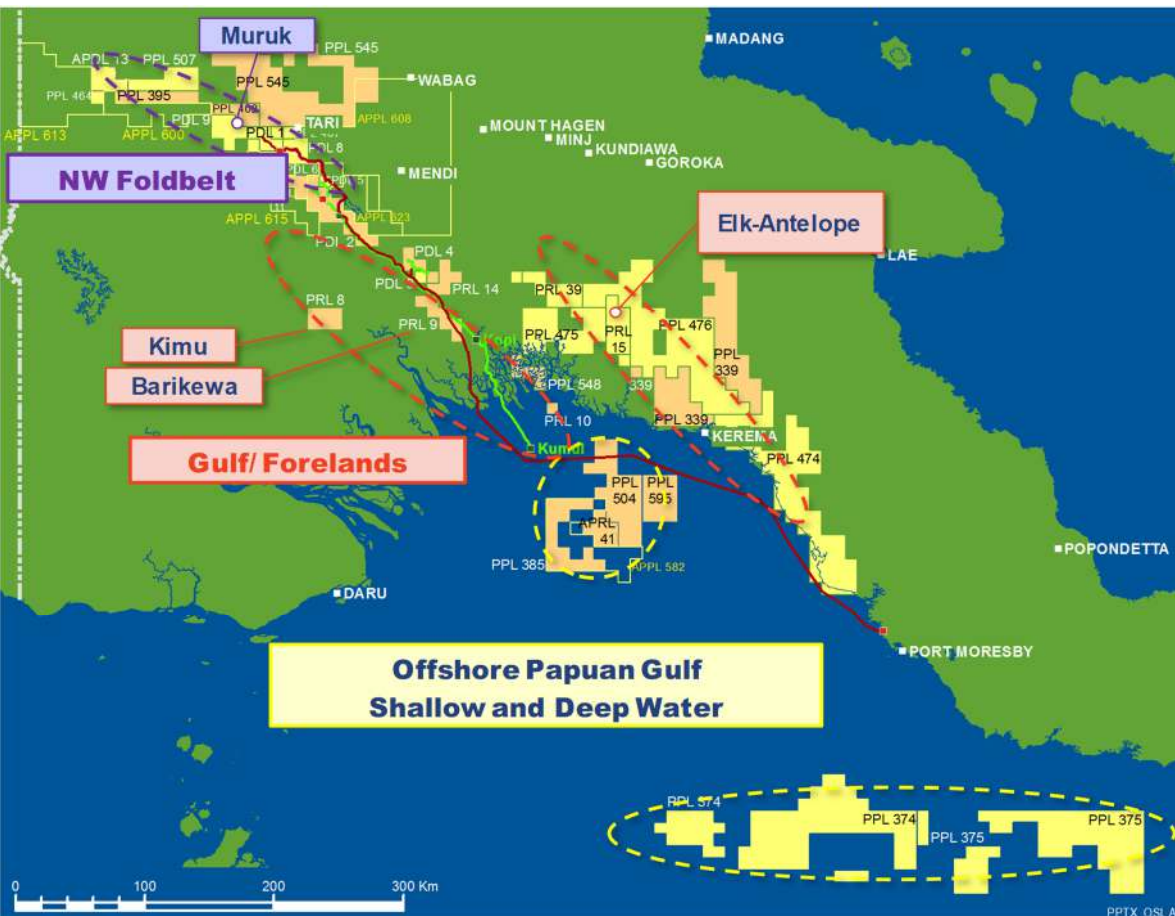 Muruk
MADANG
APDL 13
PPL 507
PPL 545
PPL 545
WABAG
PPL 464
PPL 395
PPL 402
APPL 608
APPL 613
APPL 600
PDL 9
PDL 1
TARI
PDL 8
MOUNT HAGEN
MINJ
KUNDIAWA
GOROKA
NW Foldbelt
MENDI
APPL 615
APPL 623
PDL 2
Elk-Antelope
LAE
PDL 4
PRL 14
PRL 39
PRL 8
PRL 9
Kopi
PPL 475
PRL
15
PPL 476
PPL
339
Kimu
Barikewa
PPL 548
339
PRL 10
PPL 339
KEREMA
Gulf/ Forelands
Kumul
PPL 474
PPL
504
PPL
595
APRL
41
PPL 385
APPL 582
POPONDETTA
DARU
PORT MORESBY
Offshore Papuan Gulf
Shallow and Deep Water
PPL 374
PPL 374
PPL 375
PPL 375
0 100 200 300 Km